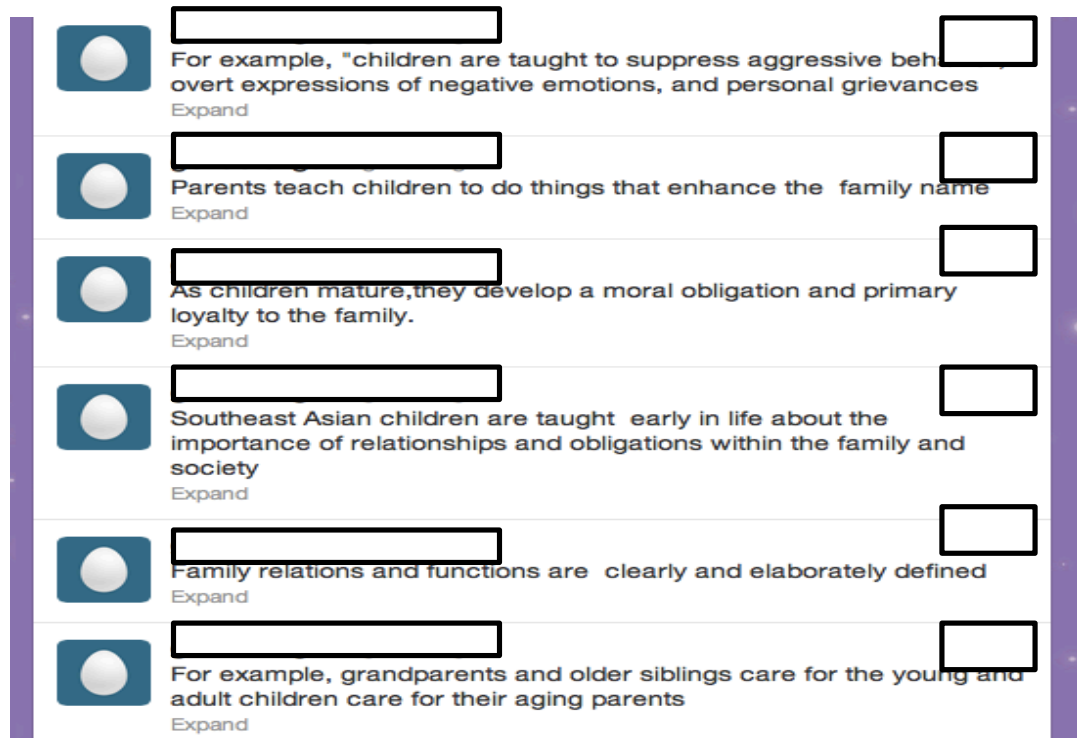 For example, "children are taught to suppress aggressive
overt expressions of negative emotions, and personal grievances
Expand
Parents teach children to do things that enhance the family name
Expand
As children mature,they develop a moral obligation and primary
loyalty to the family.
Expand
Southeast Asian children are taught early in life about the
importance of relationships and obligations within the family and
society
Expand
Family relations and functions are clearly and elaborately defined
Expand
For example, grandparents and older siblings care for the young and
adult children care for their aging parents
Expand